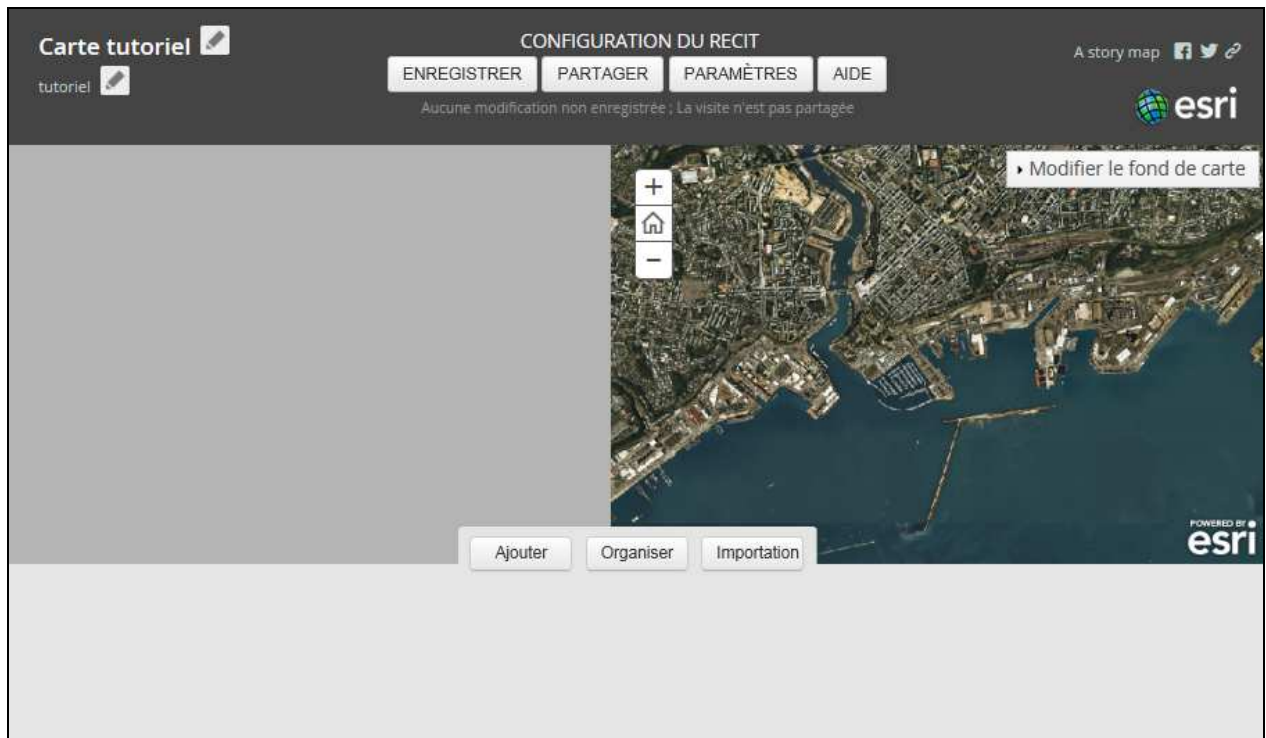 Carte tutoriel
tutoriel
CONFIGURATION DU RECIT
ENREGISTRER PARTAGER PARAMÈTRES AIDE
Aucune modification non enregistrée ; La visite n'est pas partagée
A story map
esri
+
−
Modifier le fond de carte
POWERED BY
esri
Ajouter Organiser Importation